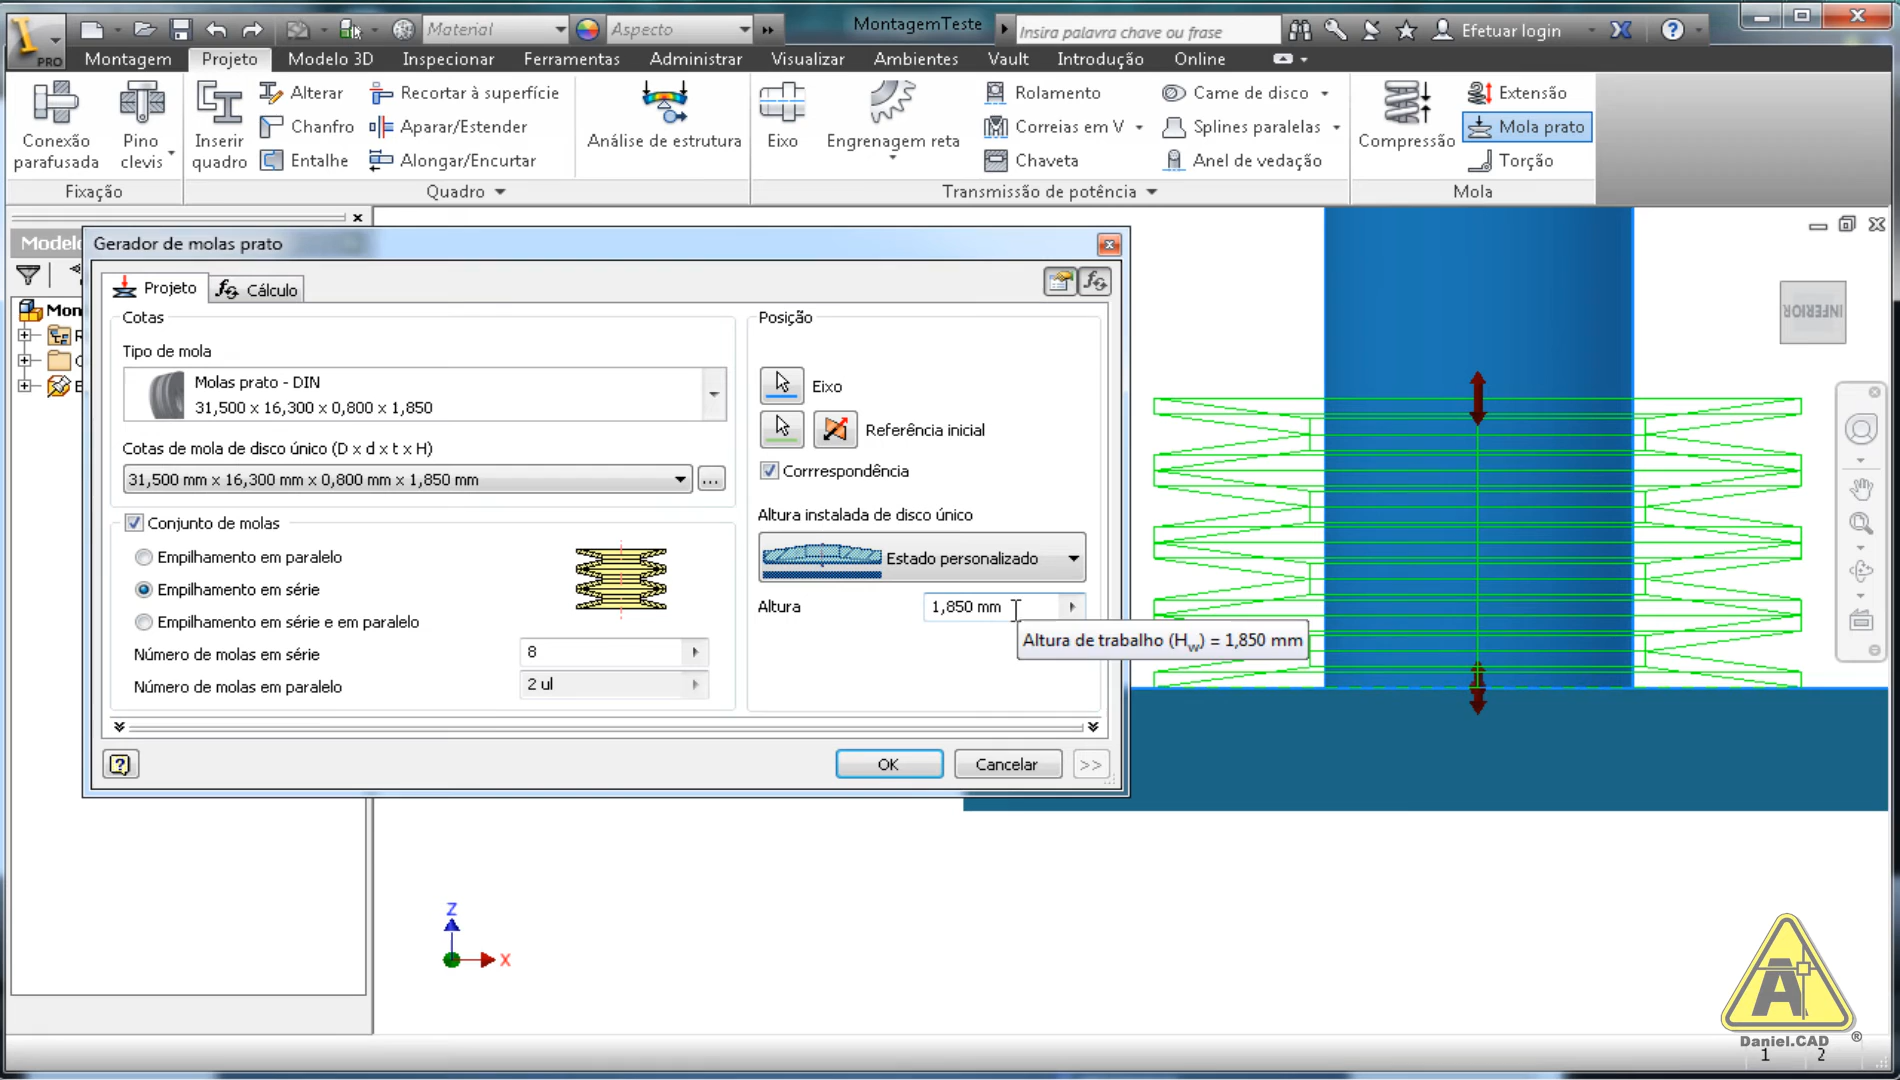 PRO
Material
Aspecto
MontagemTeste
Insira palavra chave ou frase
Efetuar login
Montagem
Projeto
Modelo 3D
Inspecionar
Ferramentas
Administrar
Visualizar
Ambientes
Vault
Introdução
Online
Conexão
parafusada
Pino
clevis
Inserir
quadro
Alterar
Chanfro
Entalhe
Recortar à superfície
Aparar/Estender
Alongar/Encurtar
Análise de estrutura
Eixo
Engrenagem reta
Rolamento
Correias em V
Chaveta
Came de disco
Splines paralelas
Anel de vedação
Compressão
Extensão
Mola prato
Torção
Fixação
Quadro
Transmissão de potência
Mola
Modelo
Mon
Gerador de molas prato
Projeto
Cálculo
Cotas
Tipo de mola
Molas prato - DIN
31,500 x 16,300 x 0,800 x 1,850
Cotas de mola de disco único (D x d x t x H)
31,500 mm x 16,300 mm x 0,800 mm x 1,850 mm
...
Conjunto de molas
Empilhamento em paralelo
Empilhamento em série
Empilhamento em série e em paralelo
Número de molas em série
8
Número de molas em paralelo
2 ul
Posição
Eixo
Referência inicial
Corrrespondência
Altura instalada de disco único
Estado personalizado
Altura
1,850 mm
Altura de trabalho (Hw) = 1,850 mm
OK
Cancelar
>>
INFERIOR
Z
X
A
Daniel.CAD
®
1
2